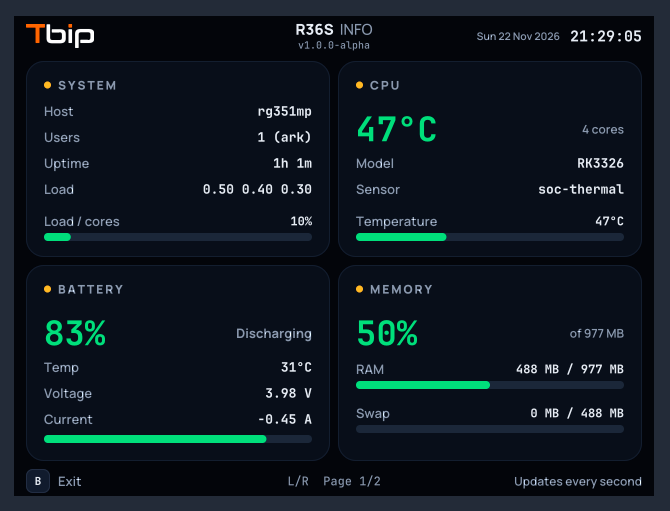 Tbip
R36S INFO
v1.0.0-alpha
Sun 22 Nov 2026 21:29:05
SYSTEM
Host rg351mp
Users 1 (ark)
Uptime 1h 1m
Load 0.50 0.40 0.30
Load / cores 10%
CPU
47°C 4 cores
Model RK3326
Sensor soc-thermal
Temperature 47°C
BATTERY
83% Discharging
Temp 31°C
Voltage 3.98 V
Current -0.45 A
MEMORY
50% of 977 MB
RAM 488 MB / 977 MB
Swap 0 MB / 488 MB
B Exit
L/R Page 1/2
Updates every second